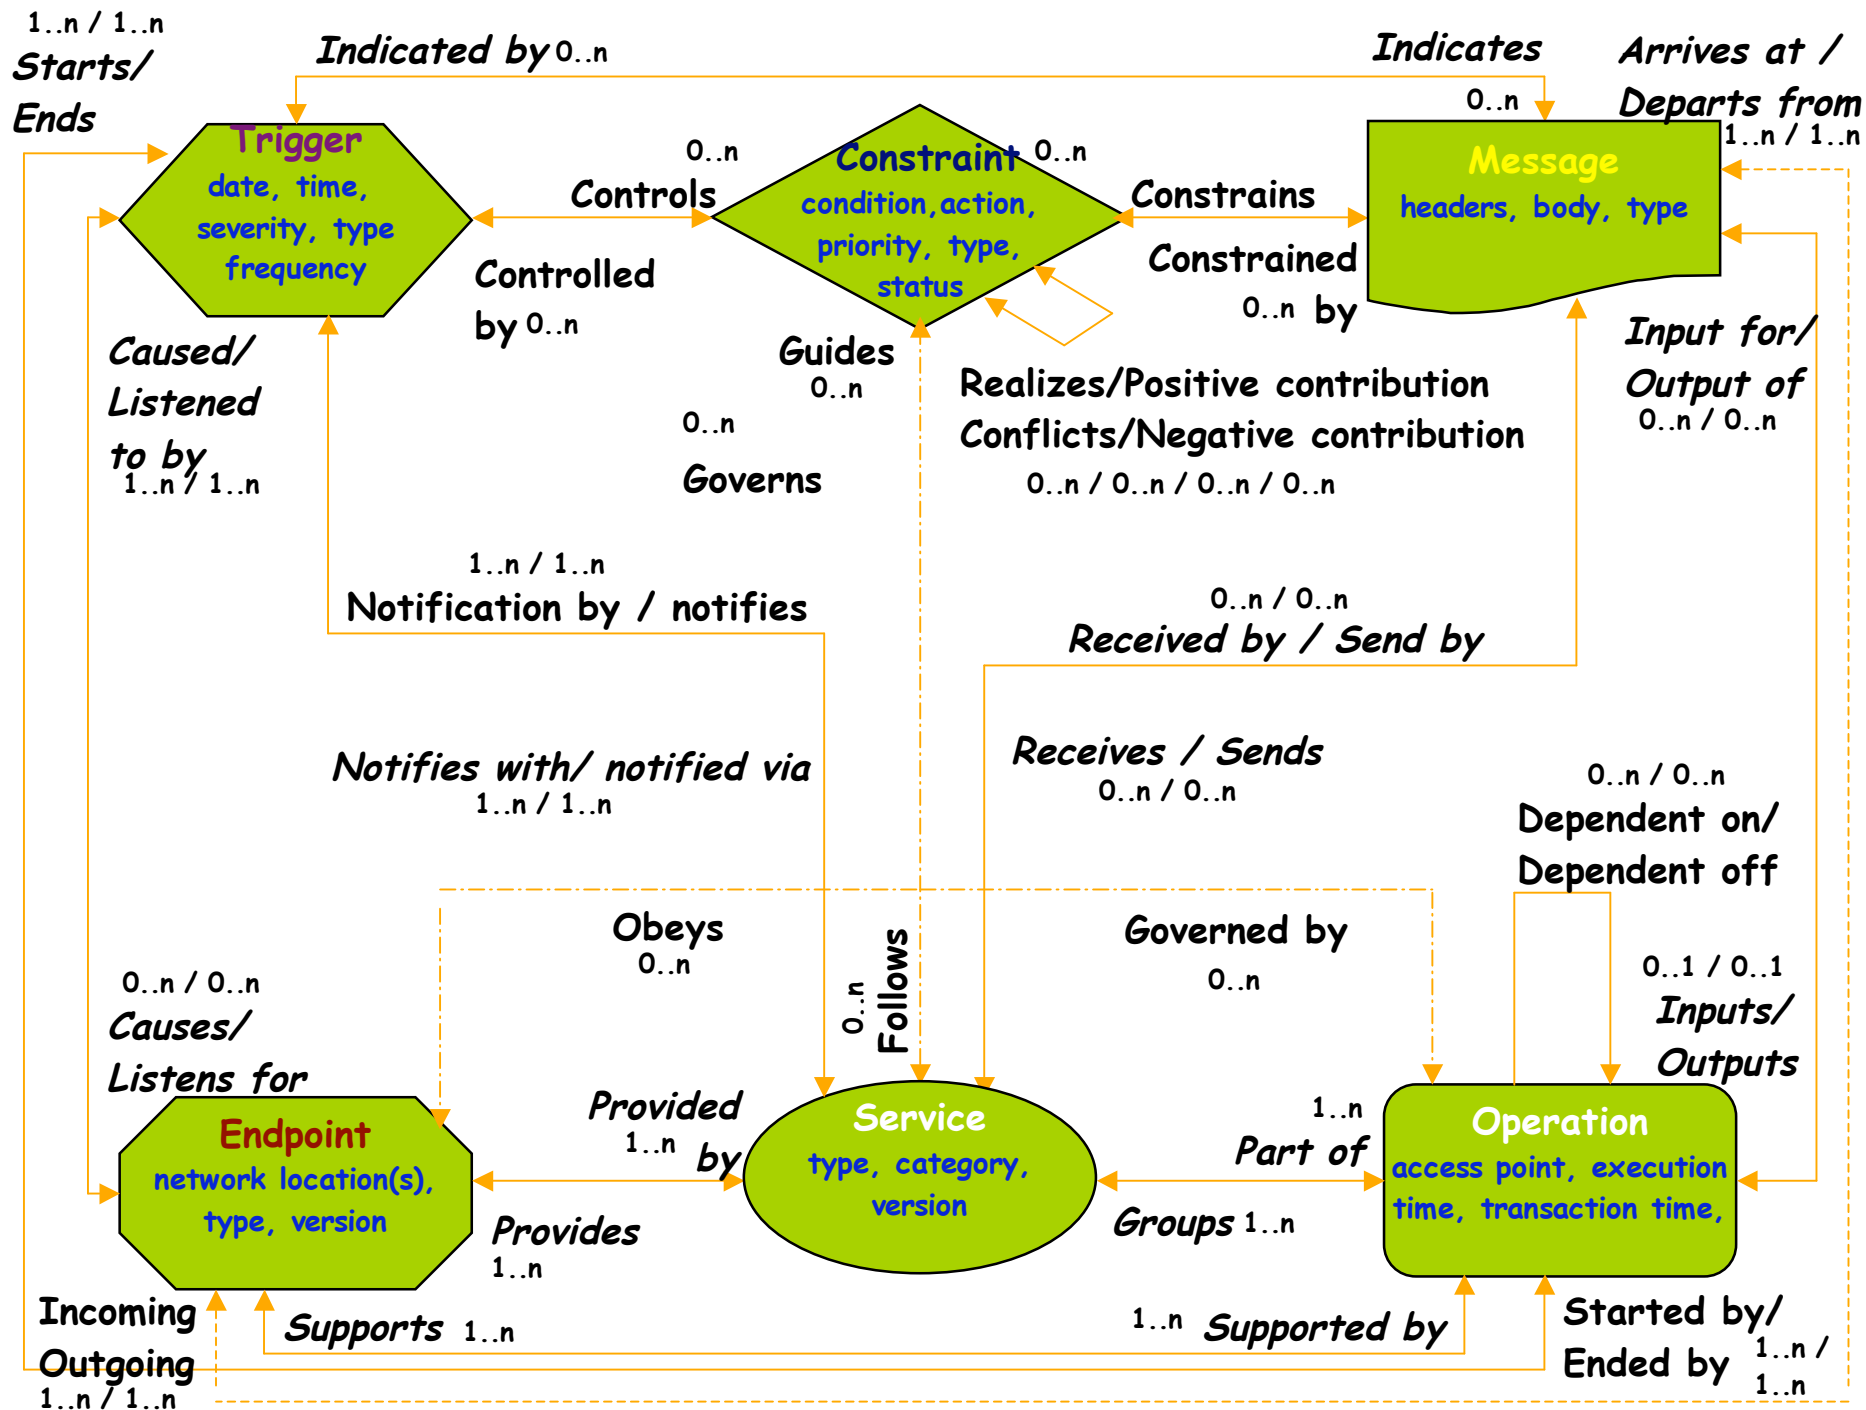 1..n / 1..n
Starts/
Ends
Indicated by 0..n
Indicates
0..n
Arrives at /
Departs from
1..n / 1..n
Trigger
date, time,
severity, type
frequency
0..n
Controls
Controlled
by 0..n
Constraint
condition,action,
priority, type,
status
0..n
Constrains
Constrained
0..n by
Message
headers, body, type
Caused/
Listened
to by
1..n / 1..n
Guides
0..n
0..n
Governs
Realizes/Positive contribution
Conflicts/Negative contribution
0..n / 0..n / 0..n / 0..n
Input for/
Output of
0..n / 0..n
1..n / 1..n
Notification by / notifies
0..n / 0..n
Received by / Send by
Notifies with/ notified via
1..n / 1..n
Receives / Sends
0..n / 0..n
0..n / 0..n
Dependent on/
Dependent off
Obeys
0..n
0..n
Follows
Governed by
0..n
0..n / 0..n
Causes/
Listens for
0..1 / 0..1
Inputs/
Outputs
Endpoint
network location(s),
type, version
Provided
1..n by
Provides
1..n
Service
type, category,
version
1..n
Part of
Groups 1..n
Operation
access point, execution
time, transaction time,
Incoming
Outgoing
1..n / 1..n
Supports 1..n
1..n Supported by
Started by/
Ended by
1..n /
1..n